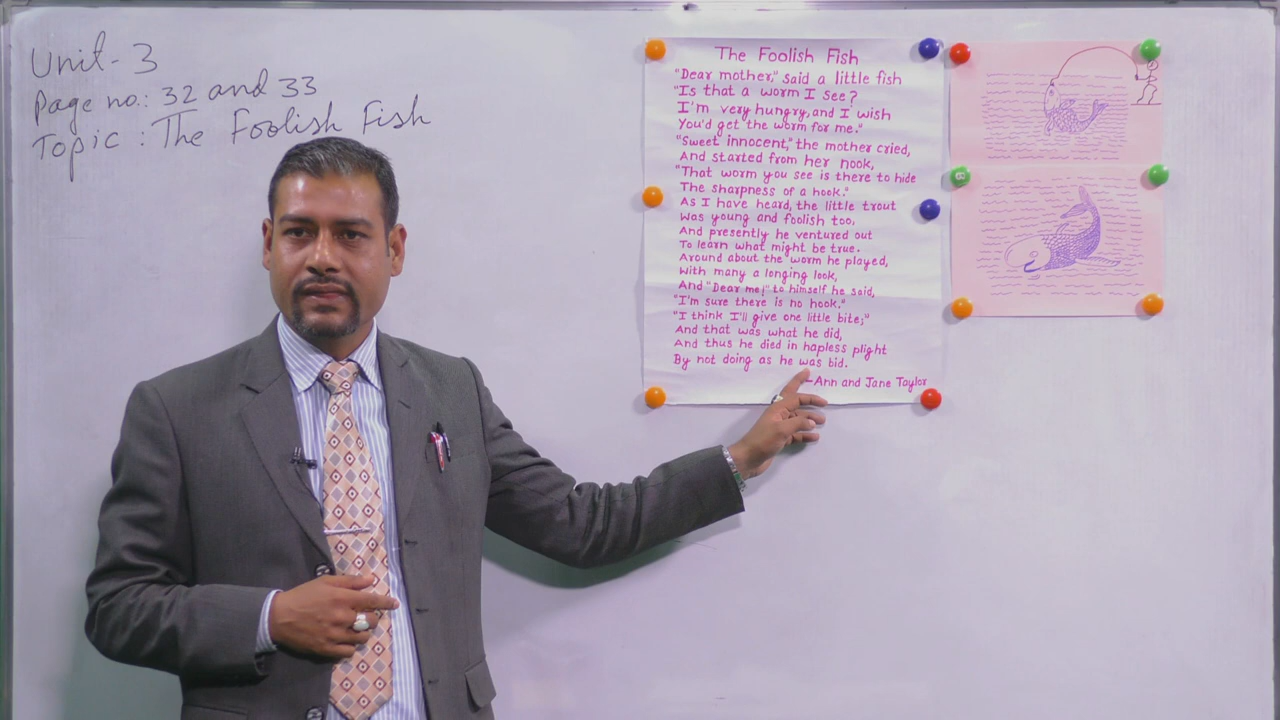 Unit-3
Page no.: 32 and 33
Topic : The Foolish Fish
The Foolish Fish
"Dear mother," said a little fish
"Is that a worm I see?
I'm very hungry, and I wish
You'd get the worm for me."
"Sweet innocent," the mother cried,
And started from her nook,
"That worm you see is there to hide
The sharpness of a hook."
As I have heard, the little trout
Was young and foolish too,
And presently he ventured out
To learn what might be true.
Around about the worm he played,
With many a longing look,
And "Dear me!" to himself he said,
"I'm sure there is no hook."
"I think I'll give one little bite;"
And that was what he did,
And thus he died in hapless plight
By not doing as he was bid.
-Ann and Jane Taylor
B